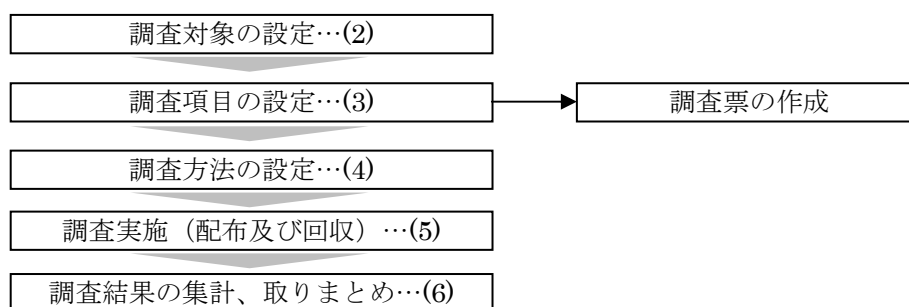 調査対象の設定…(2)
調査項目の設定…(3)
調査票の作成
調査方法の設定…(4)
調査実施（配布及び回収）…(5)
調査結果の集計、取りまとめ…(6)